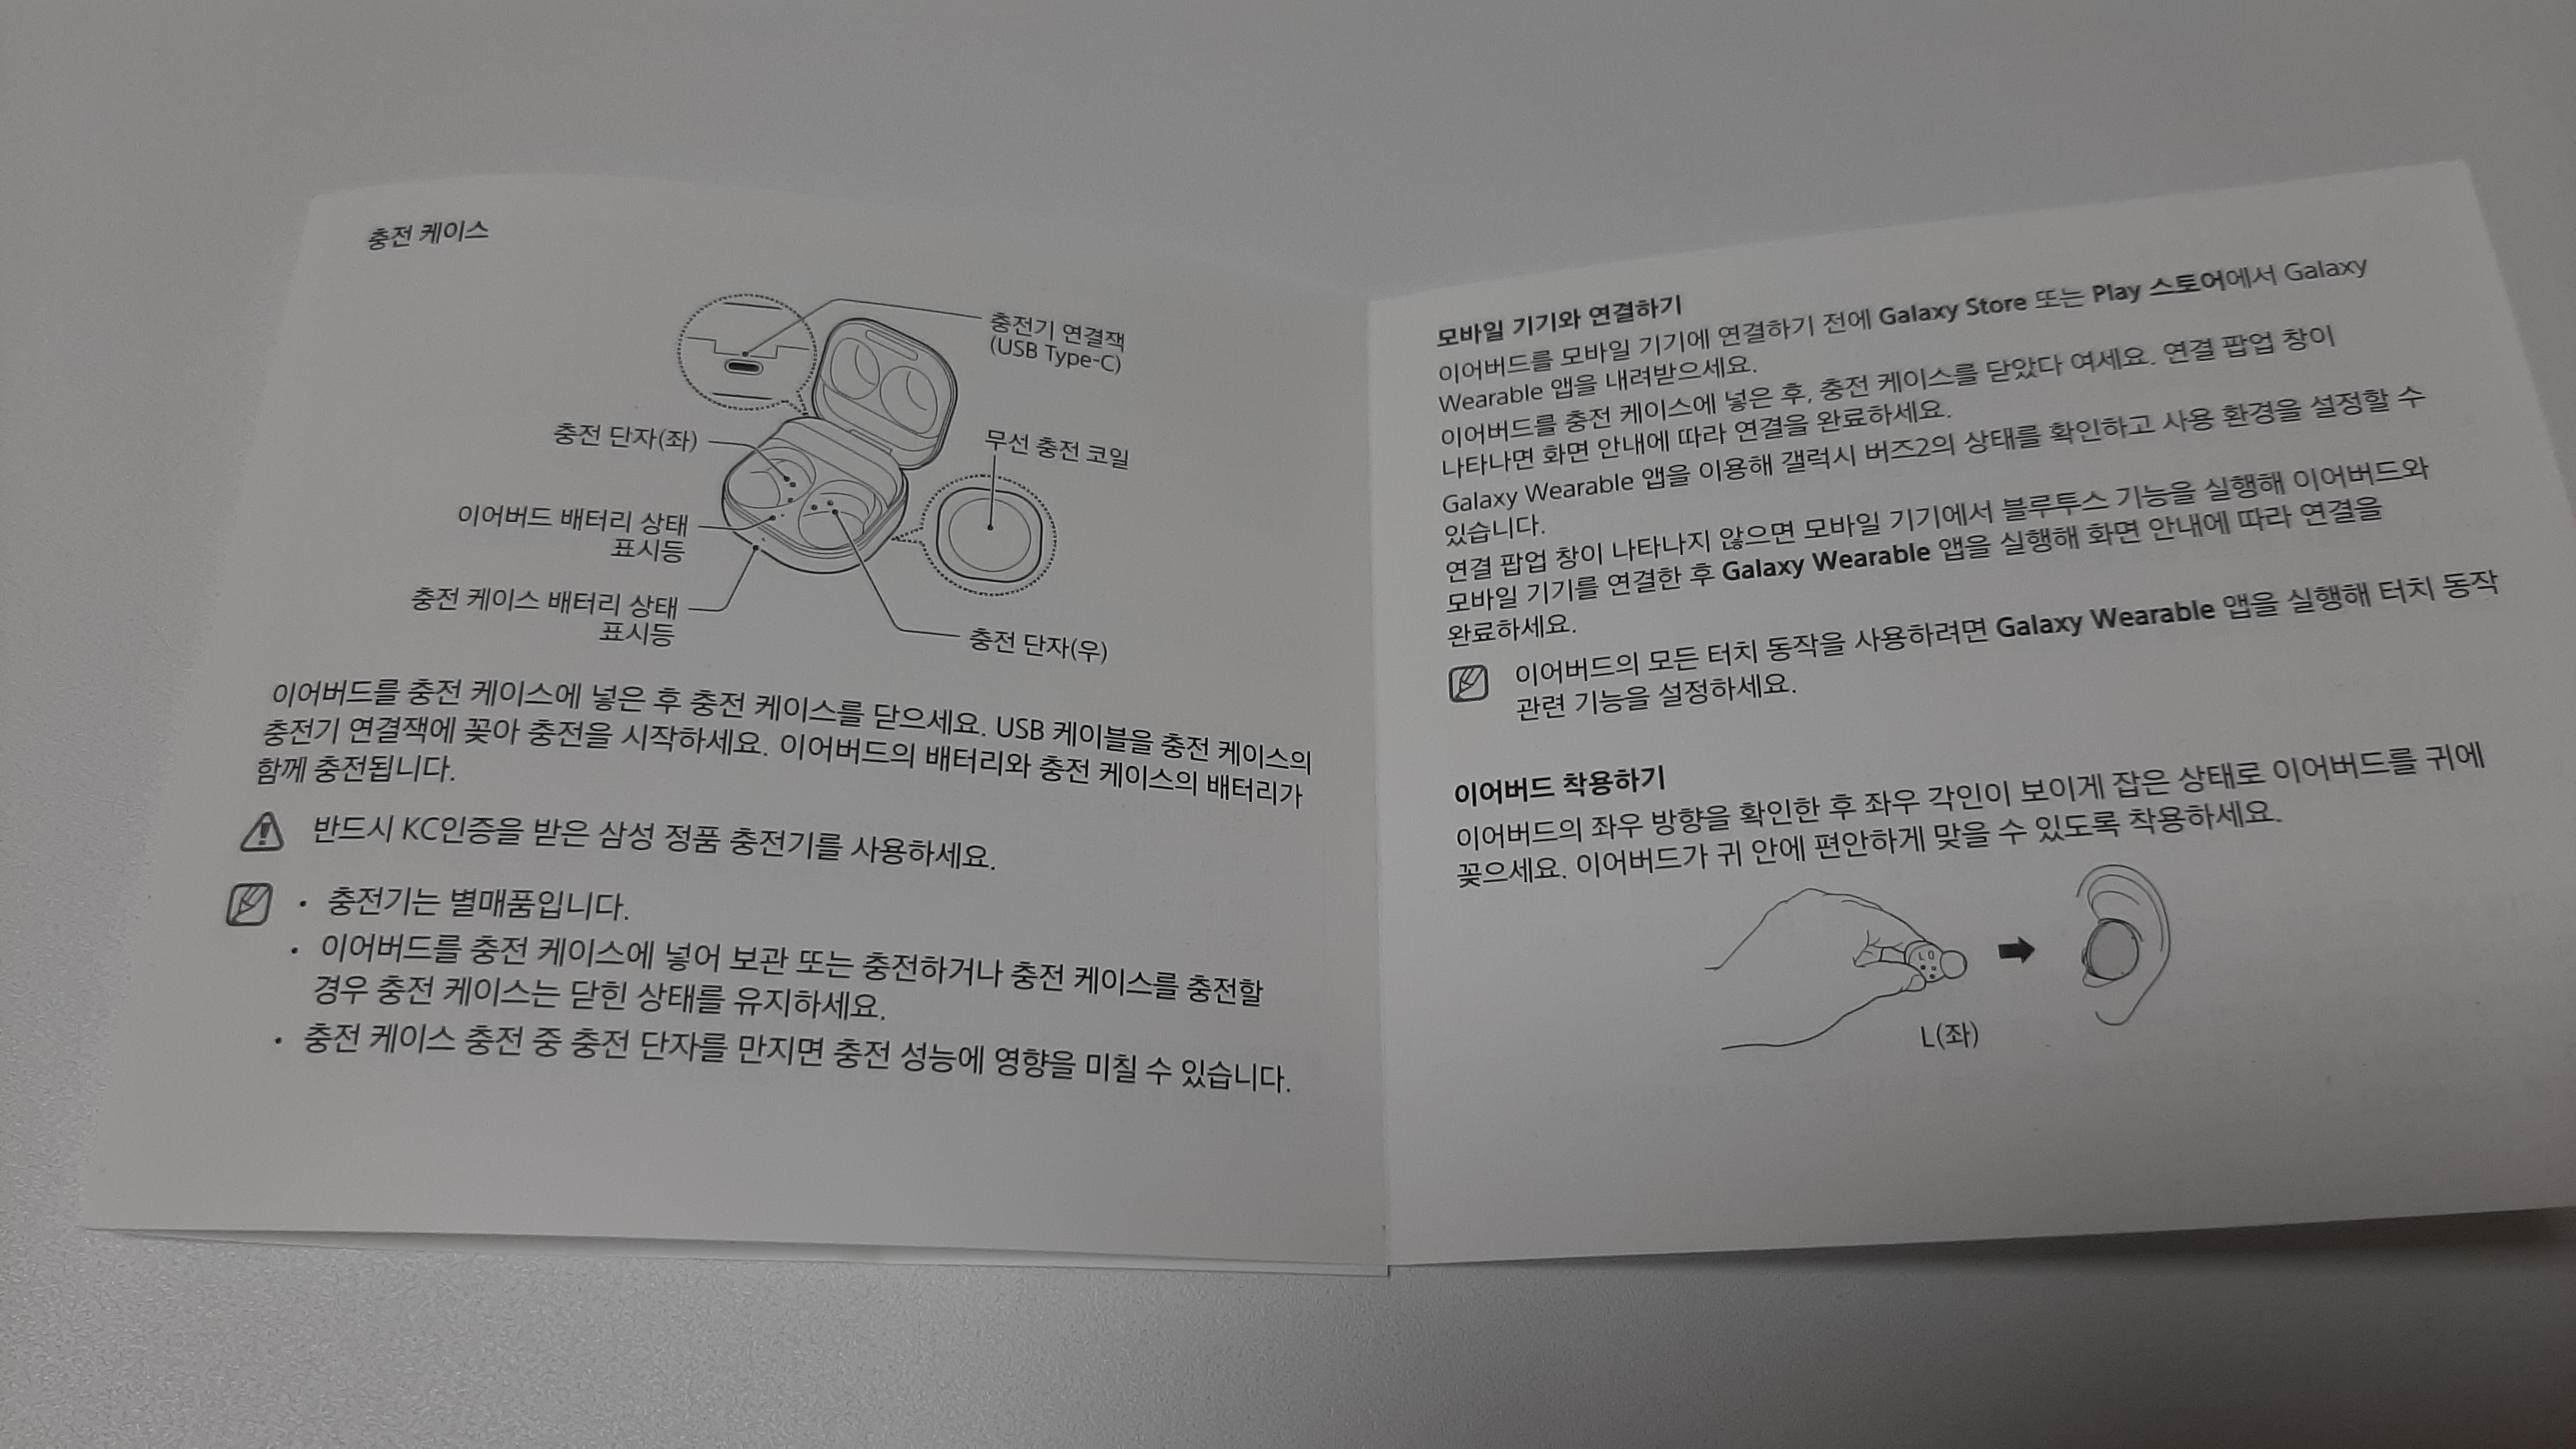 충전 케이스
충전기 연결잭
(USB Type-C)
충전 단자(좌)
무선 충전 코일
이어버드 배터리 상태
표시등
충전 케이스 배터리 상태
표시등
충전 단자(우)
이어버드를 충전 케이스에 넣은 후 충전 케이스를 닫으세요. USB 케이블을 충전 케이스의
충전기 연결잭에 꽂아 충전을 시작하세요. 이어버드의 배터리와 충전 케이스의 배터리가
함께 충전됩니다.
반드시 KC인증을 받은 삼성 정품 충전기를 사용하세요.
• 충전기는 별매품입니다.
• 이어버드를 충전 케이스에 넣어 보관 또는 충전하거나 충전 케이스를 충전할
경우 충전 케이스는 닫힌 상태를 유지하세요.
• 충전 케이스 충전 중 충전 단자를 만지면 충전 성능에 영향을 미칠 수 있습니다.
모바일 기기와 연결하기
이어버드를 모바일 기기에 연결하기 전에 Galaxy Store 또는 Play 스토어에서 Galaxy
Wearable 앱을 내려받으세요.
이어버드를 충전 케이스에 넣은 후, 충전 케이스를 닫았다 여세요. 연결 팝업 창이
나타나면 화면 안내에 따라 연결을 완료하세요.
Galaxy Wearable 앱을 이용해 갤럭시 버즈2의 상태를 확인하고 사용 환경을 설정할 수
있습니다.
연결 팝업 창이 나타나지 않으면 모바일 기기에서 블루투스 기능을 실행해 이어버드와
모바일 기기를 연결한 후 Galaxy Wearable 앱을 실행해 화면 안내에 따라 연결을
완료하세요.
이어버드의 모든 터치 동작을 사용하려면 Galaxy Wearable 앱을 실행해 터치 동작
관련 기능을 설정하세요.
이어버드 착용하기
이어버드의 좌우 방향을 확인한 후 좌우 각인이 보이게 잡은 상태로 이어버드를 귀에
꽂으세요. 이어버드가 귀 안에 편안하게 맞을 수 있도록 착용하세요.
L
L(좌)